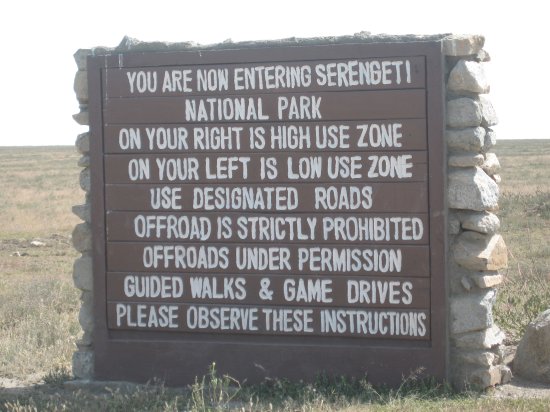 YOU ARE NOW ENTERING SERENGETI
NATIONAL PARK
ON YOUR RIGHT IS HIGH USE ZONE
ON YOUR LEFT IS LOW USE ZONE
USE DESIGNATED ROADS
OFFROAD IS STRICTLY PROHIBITED
OFFROADS UNDER PERMISSION
GUIDED WALKS & GAME DRIVES
PLEASE OBSERVE THESE INSTRUCTIONS